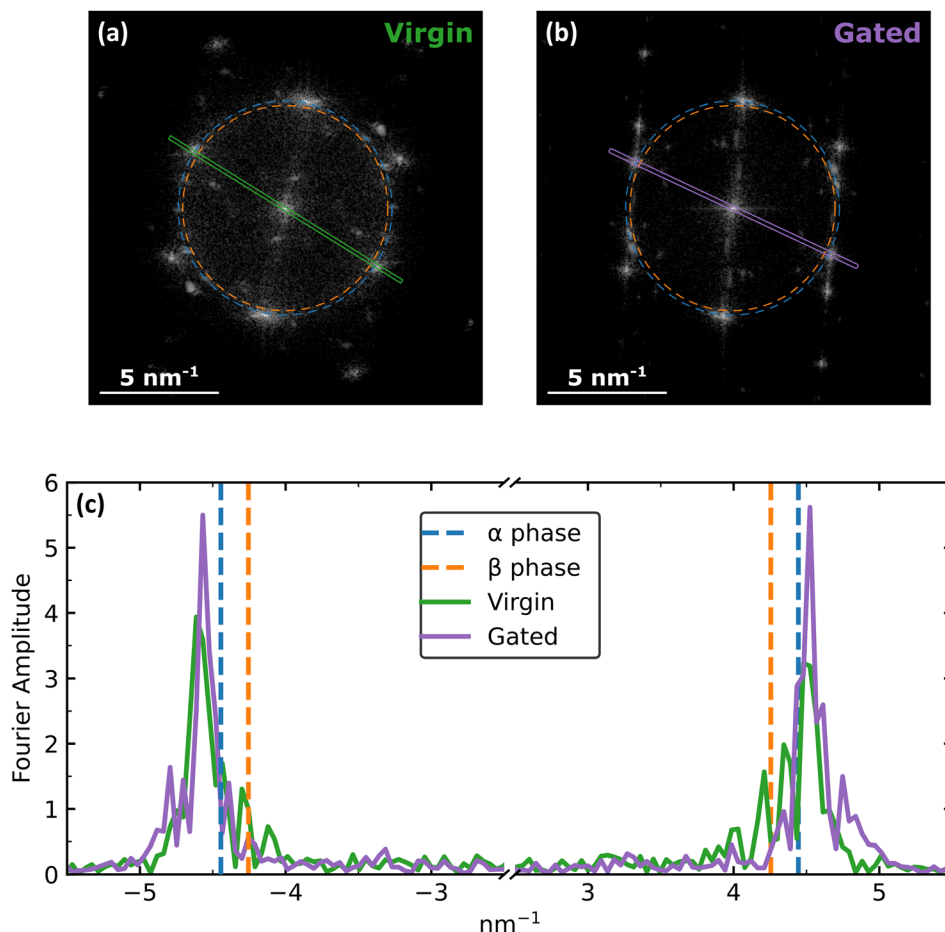 (a) Virgin
(b) Gated
5 nm⁻¹
5 nm⁻¹
(c)
6
5
4
3
2
1
0
Fourier Amplitude
α phase
β phase
Virgin
Gated
−5 −4 −3 3 4 5
nm⁻¹